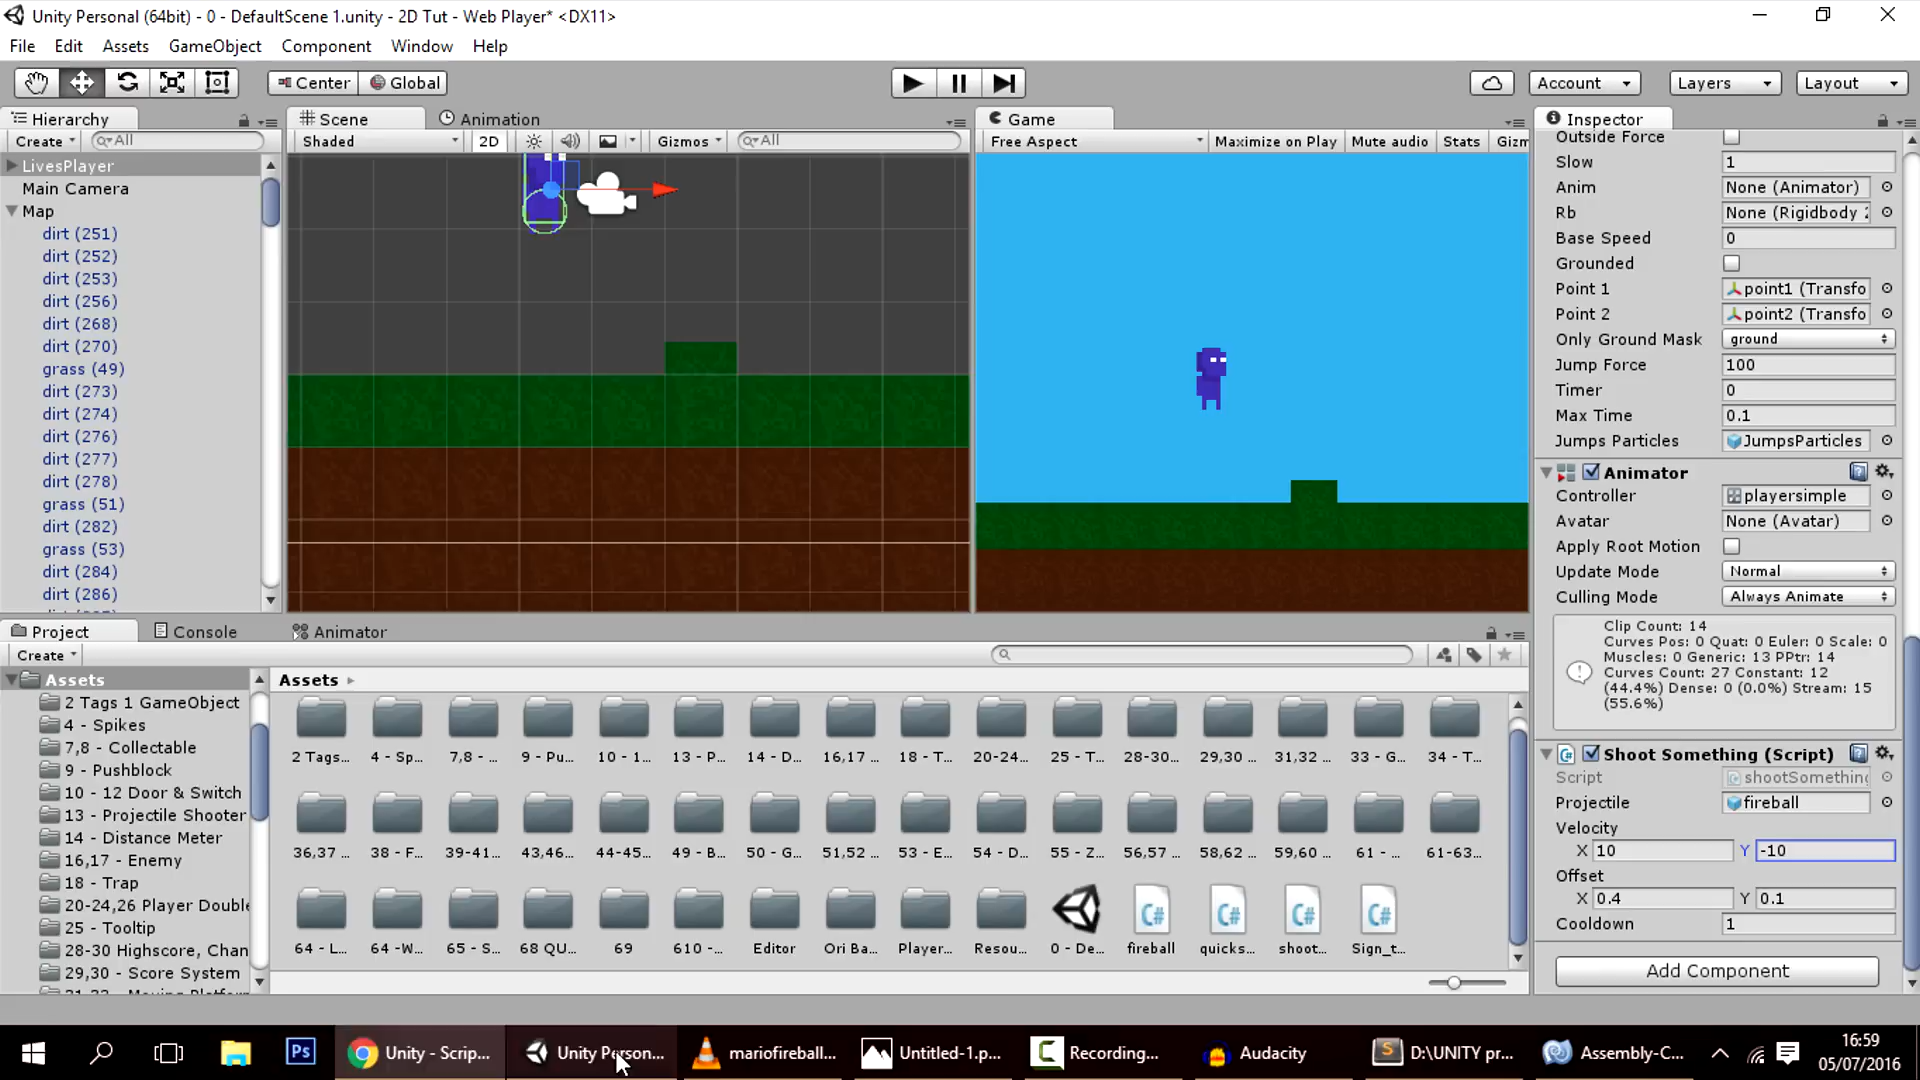 Unity Personal (64bit) - 0 - DefaultScene 1.unity - 2D Tut - Web Player* <DX11>
File Edit Assets GameObject Component Window Help
Center Global Account Layers Layout
Hierarchy
Create All
LivesPlayer
Main Camera
Map
dirt (251)
dirt (252)
dirt (253)
dirt (256)
dirt (268)
dirt (270)
grass (49)
dirt (273)
dirt (274)
dirt (276)
dirt (277)
dirt (278)
grass (51)
dirt (282)
grass (53)
dirt (284)
dirt (286)
Scene Animation
Shaded 2D Gizmos All
Game
Free Aspect Maximize on Play Mute audio Stats Gizm
Inspector
Outside Force
Slow 1
Anim None (Animator)
Rb None (Rigidbody 2
Base Speed 0
Grounded
Point 1 point1 (Transfo
Point 2 point2 (Transfo
Only Ground Mask ground
Jump Force 100
Timer 0
Max Time 0.1
Jumps Particles JumpsParticles
Animator
Controller playersimple
Avatar None (Avatar)
Apply Root Motion
Update Mode Normal
Culling Mode Always Animate
Clip Count: 14
Curves Pos: 0 Quat: 0 Euler: 0 Scale: 0
Muscles: 0 Generic: 13 PPtr: 14
Curves Count: 27 Constant: 12
(44.4%) Dense: 0 (0.0%) Stream: 15
(55.6%)
Shoot Something (Script)
Script shootSomething
Projectile fireball
Velocity
X 10 Y -10
Offset
X 0.4 Y 0.1
Cooldown 1
Add Component
Project Console Animator
Create
Assets
2 Tags 1 GameObject
4 - Spikes
7,8 - Collectable
9 - Pushblock
10 - 12 Door & Switch
13 - Projectile Shooter
14 - Distance Meter
16,17 - Enemy
18 - Trap
20-24,26 Player Double
25 - Tooltip
28-30 Highscore, Chan
29,30 - Score System
Assets
2 Tags... 4 - Sp... 7,8 - ... 9 - Pu... 10 - 1... 13 - P... 14 - D... 16,17 ... 18 - T... 20-24... 25 - T... 28-30... 29,30 ... 31,32 ... 33 - G... 34 - T...
36,37 ... 38 - F... 39-41... 43,46... 44-45... 49 - B... 50 - G... 51,52 ... 53 - E... 54 - D... 55 - Z... 56,57 ... 58,62 ... 59,60 ... 61 - ... 61-63...
64 - L... 64 -W... 65 - S... 68 QU... 69 610 -... Editor Ori Ba... Player... Resou... 0 - De... fireball quicks... shoot... Sign_t...
Ps Unity - Scrip... Unity Person... mariofireball... Untitled-1.p... Recording... Audacity D:\UNITY pr... Assembly-C...
16:59
05/07/2016